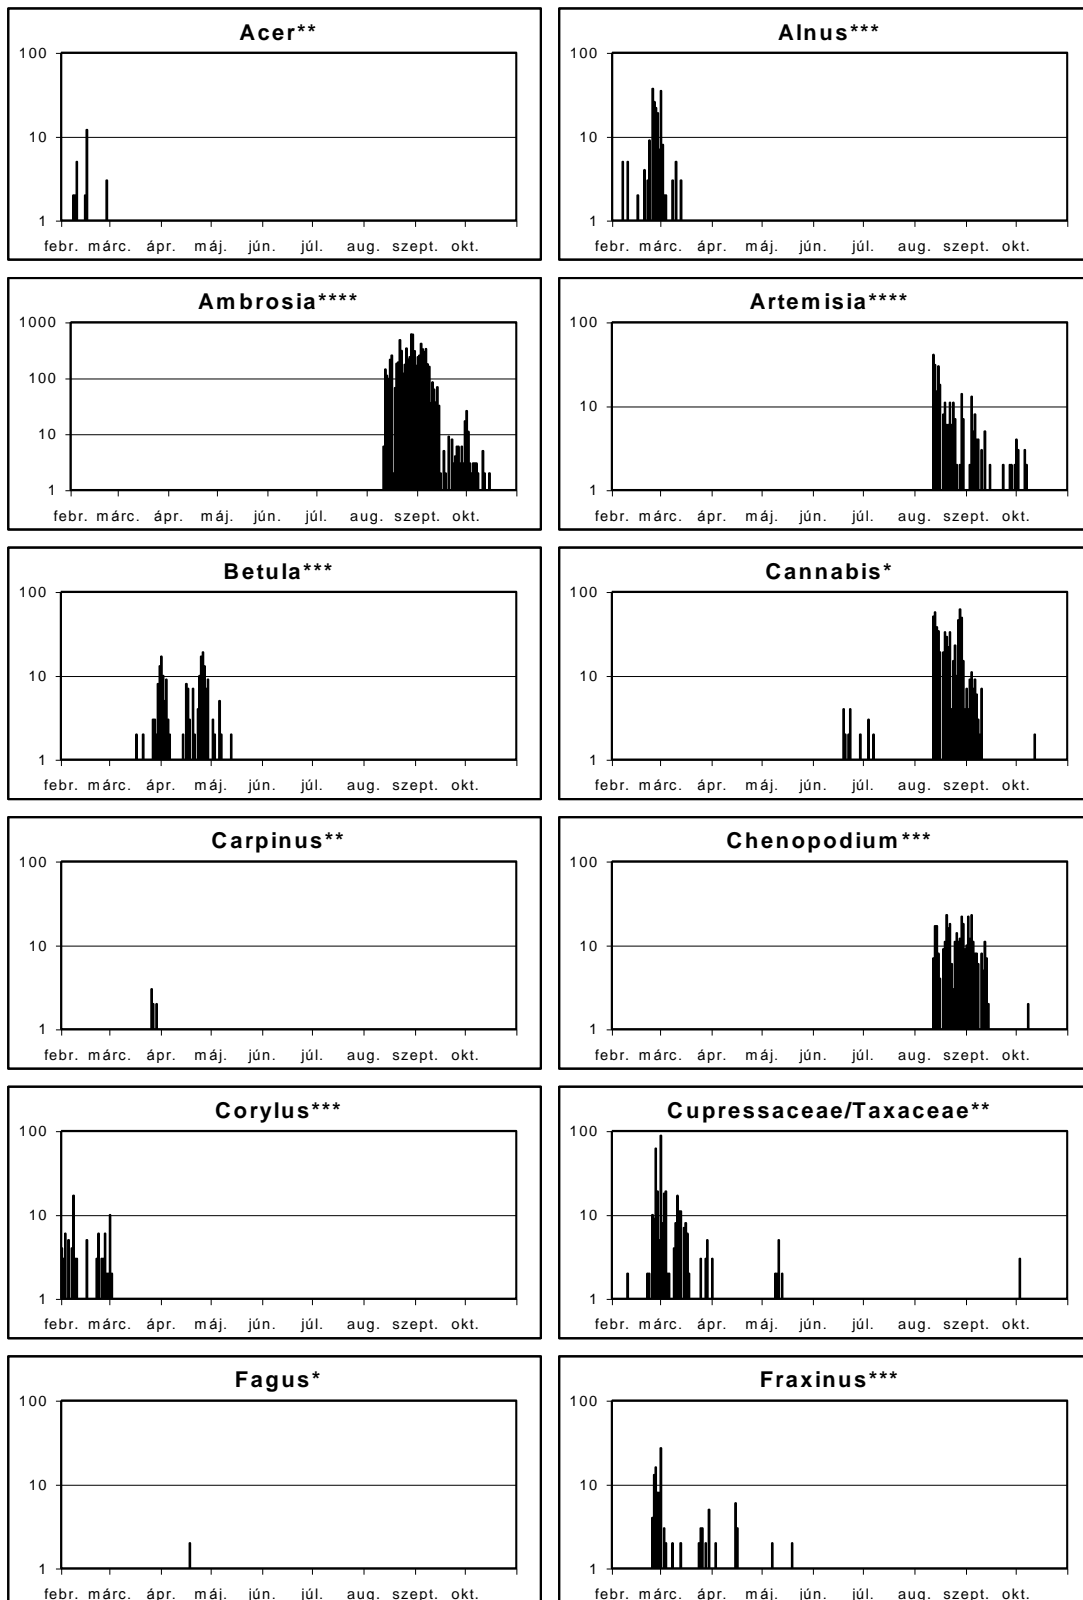 Acer**
100
10
1
febr. márc. ápr. máj. jún. júl. aug. szept. okt.
Alnus***
100
10
1
febr. márc. ápr. máj. jún. júl. aug. szept. okt.
Ambrosia****
1000
100
10
1
febr. márc. ápr. máj. jún. júl. aug. szept. okt.
Artemisia****
100
10
1
febr. márc. ápr. máj. jún. júl. aug. szept. okt.
Betula***
100
10
1
febr. márc. ápr. máj. jún. júl. aug. szept. okt.
Cannabis*
100
10
1
febr. márc. ápr. máj. jún. júl. aug. szept. okt.
Carpinus**
100
10
1
febr. márc. ápr. máj. jún. júl. aug. szept. okt.
Chenopodium***
100
10
1
febr. márc. ápr. máj. jún. júl. aug. szept. okt.
Corylus***
100
10
1
febr. márc. ápr. máj. jún. júl. aug. szept. okt.
Cupressaceae/Taxaceae**
100
10
1
febr. márc. ápr. máj. jún. júl. aug. szept. okt.
Fagus*
100
10
1
febr. márc. ápr. máj. jún. júl. aug. szept. okt.
Fraxinus***
100
10
1
febr. márc. ápr. máj. jún. júl. aug. szept. okt.